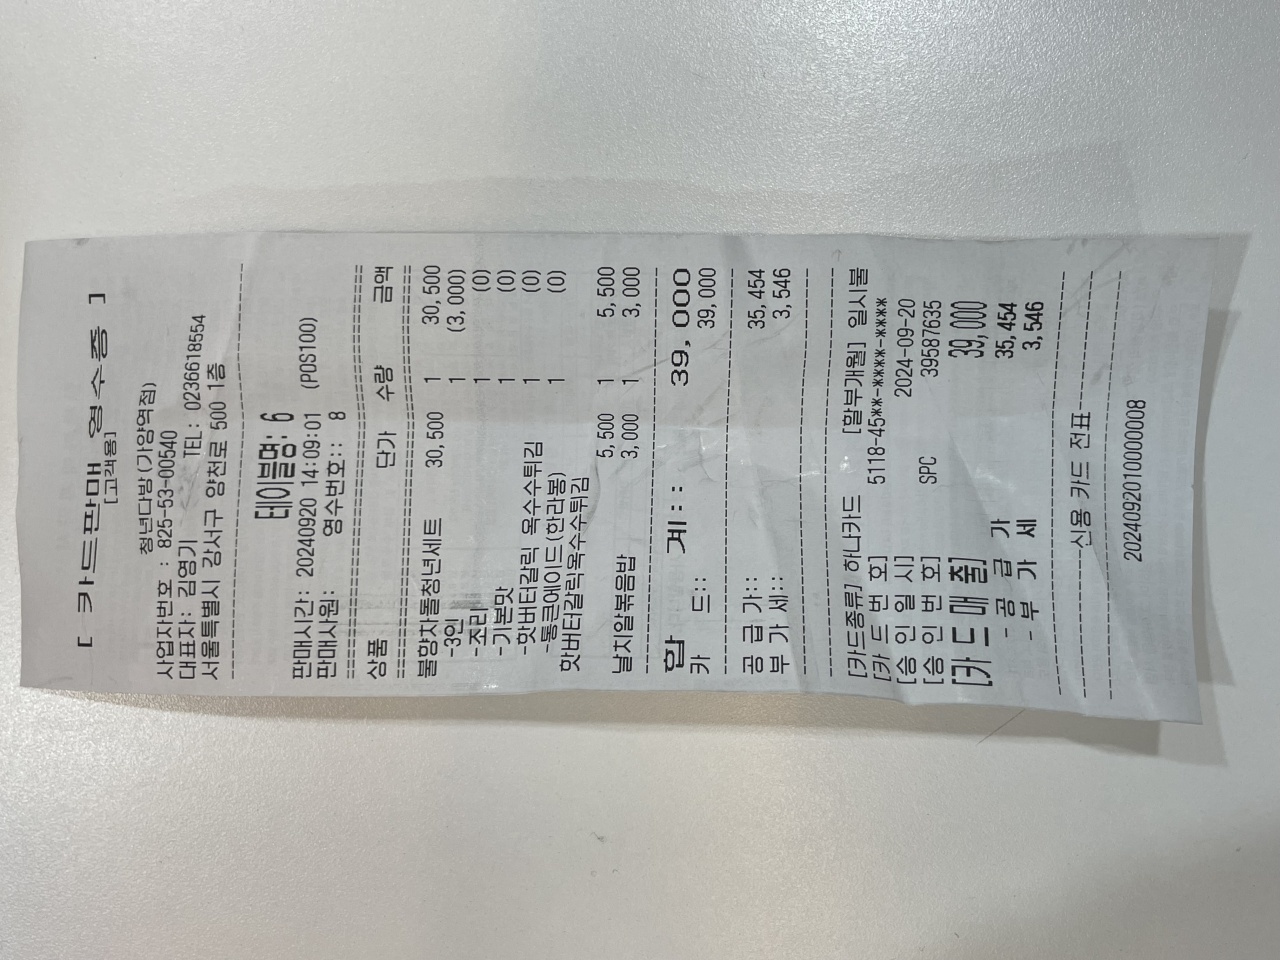 [ 카드판매 영수증 ]
[고객용]
청년다방(가양역점)
사업자번호 : 825-53-00540
대표자: 김영기 TEL: 0236618554
서울특별시 강서구 양천로 500 1층
테이블명: 6
판매시간: 20240920 14:09:01 (POS100)
판매사원: 영수번호:: 8
상품 단가 수량 금액
불향차돌청년세트 30,500 1 30,500
-3인 1 (3,000)
-조리 1 (0)
-기본맛 1 (0)
-핫버터갈릭 옥수수튀김 1 (0)
-통큰에이드(한라봉) 1 (0)
핫버터갈릭옥수수튀김
5,500 1 5,500
날치알볶음밥 3,000 1 3,000
합 계:: 39,000
카 드:: 39,000
공 급 가:: 35,454
부 가 세:: 3,546
[카드종류] 하나카드 [할부개월] 일시불
[카 드 번 호] 5118-45**-****-****
[승 인 일 시] 2024-09-20
[승 인 번 호] SPC 39587635
[카 드 매 출] 39,000
- 공 급 가 35,454
- 부 가 세 3,546
신용 카드 전표
20240920100000008